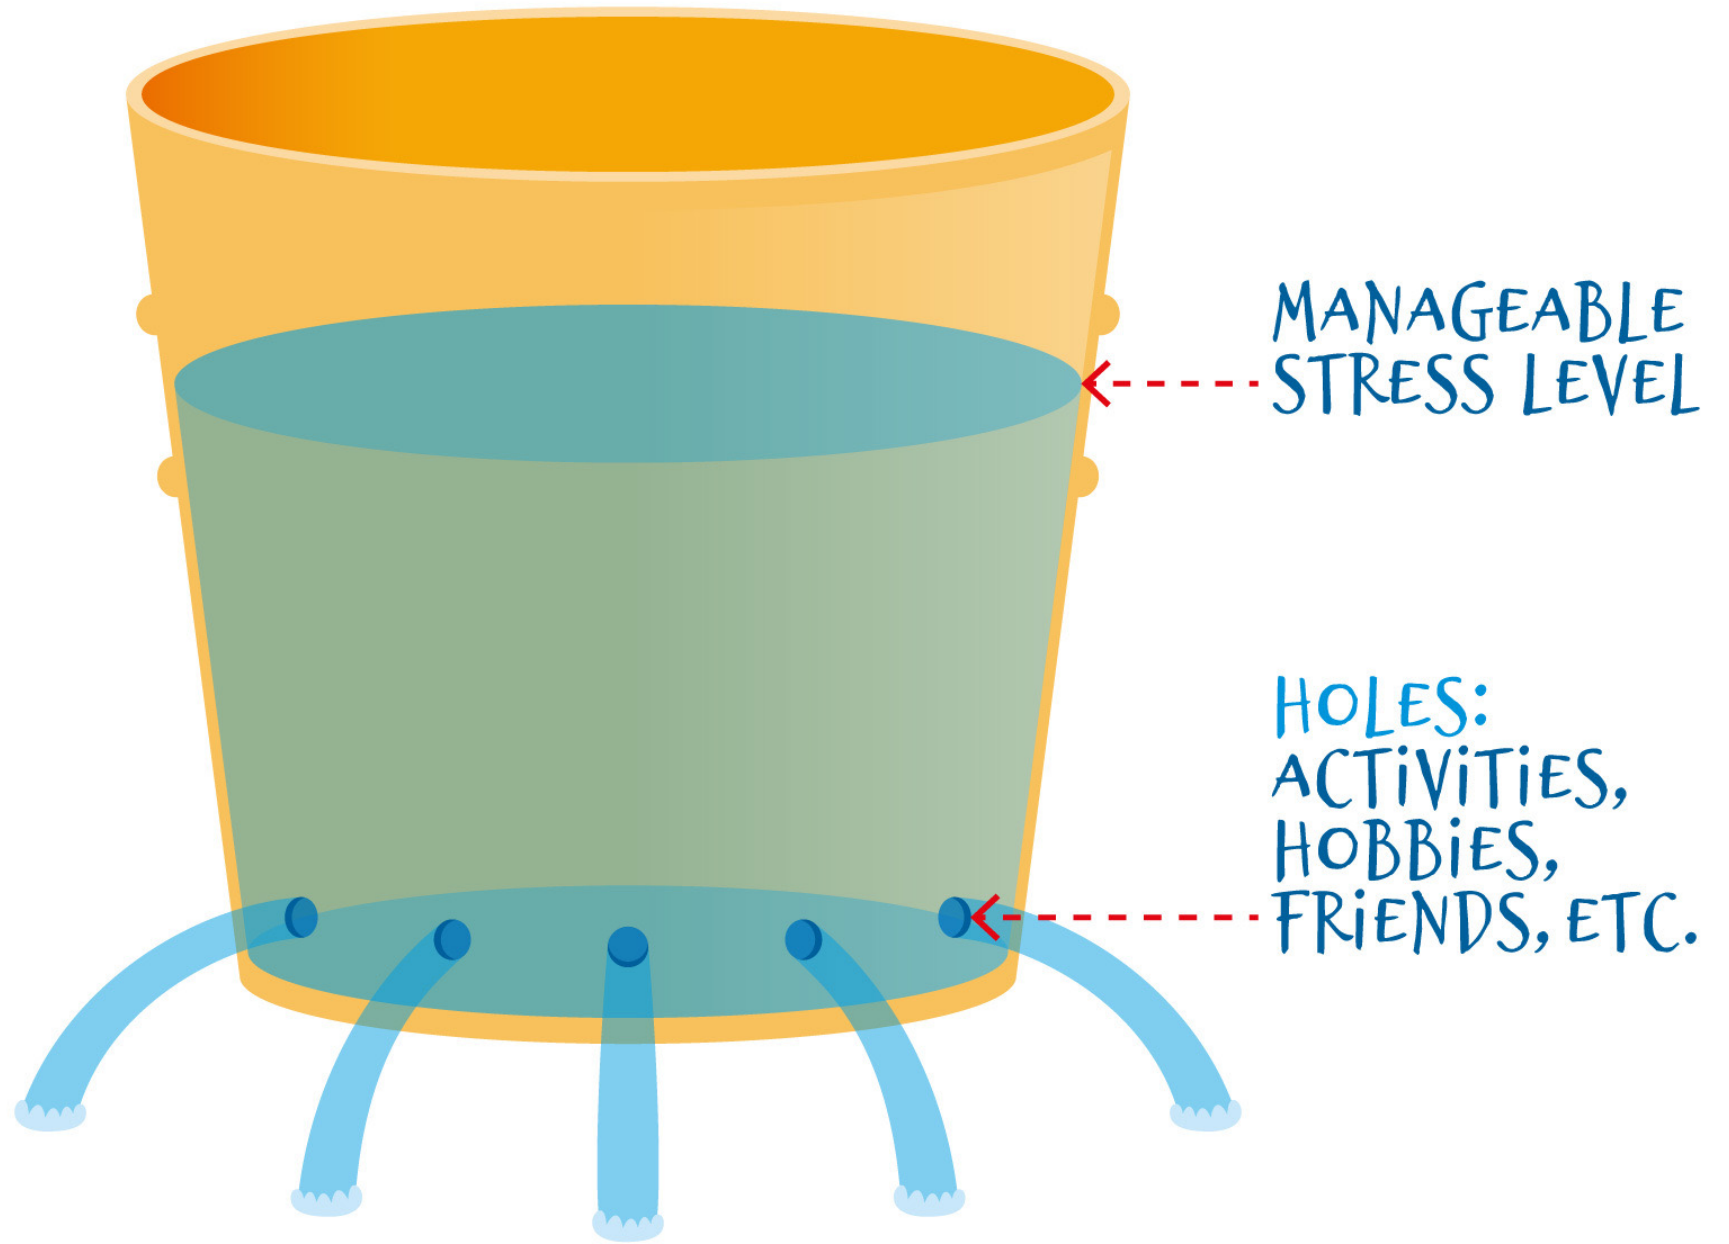 MANAGEABLE
STRESS LEVEL
HOLES:
ACTiViTiES,
HOBBiES,
FRiENDS, ETC.